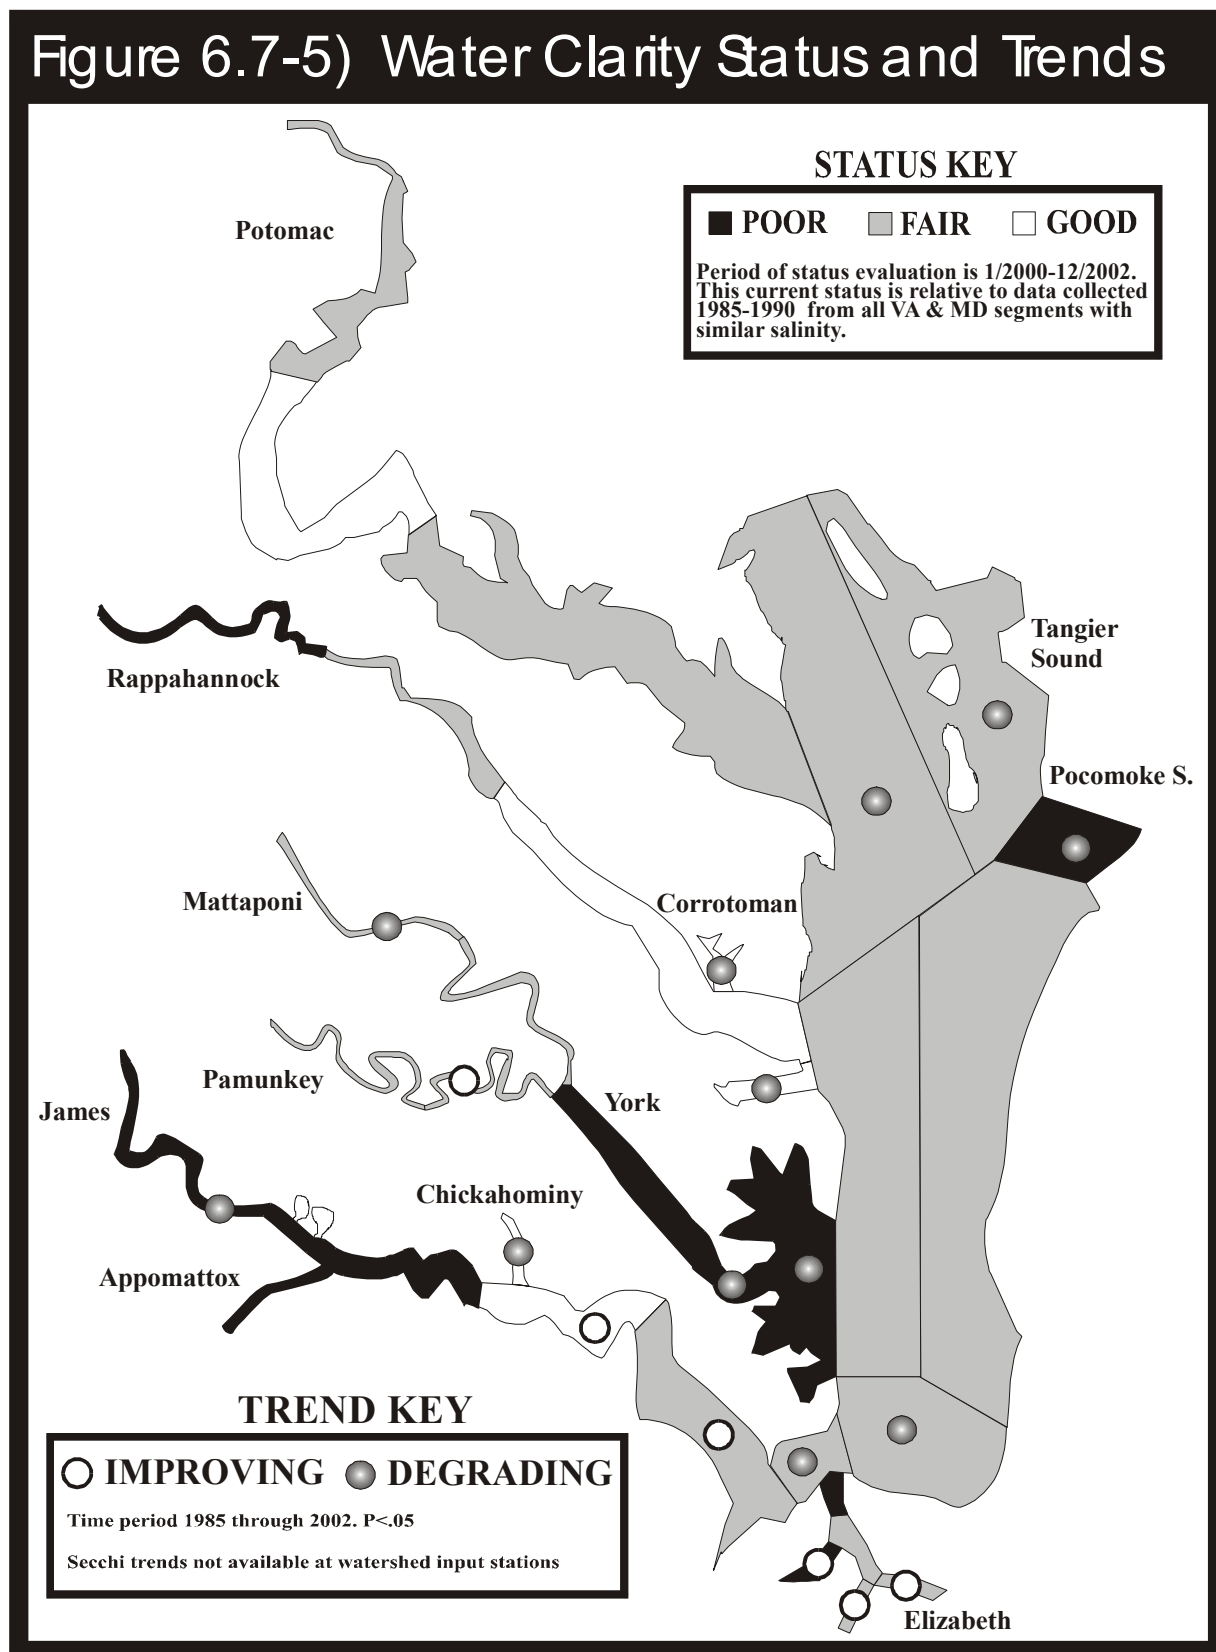 Figure 6.7-5) Water Clarity Status and Trends
STATUS KEY
POOR FAIR GOOD
Period of status evaluation is 1/2000-12/2002.
This current status is relative to data collected
1985-1990 from all VA & MD segments with
similar salinity.
Potomac
Tangier
Sound
Rappahannock
Pocomoke S.
Mattaponi
Corrotoman
Pamunkey
York
James
Chickahominy
Appomattox
TREND KEY
IMPROVING DEGRADING
Time period 1985 through 2002. P<.05
Secchi trends not available at watershed input stations
Elizabeth